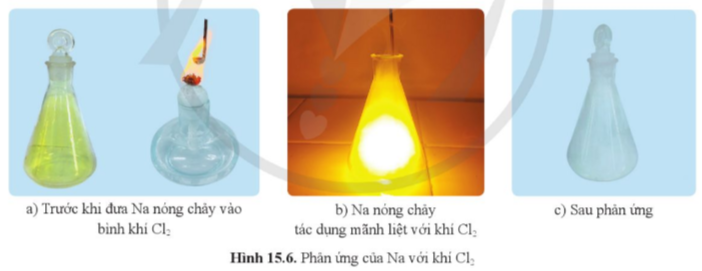 a) Trước khi đưa Na nóng chảy vào
bình khí Cl₂
b) Na nóng chảy
tác dụng mãnh liệt với khí Cl₂
c) Sau phản ứng
Hình 15.6. Phản ứng của Na với khí Cl₂